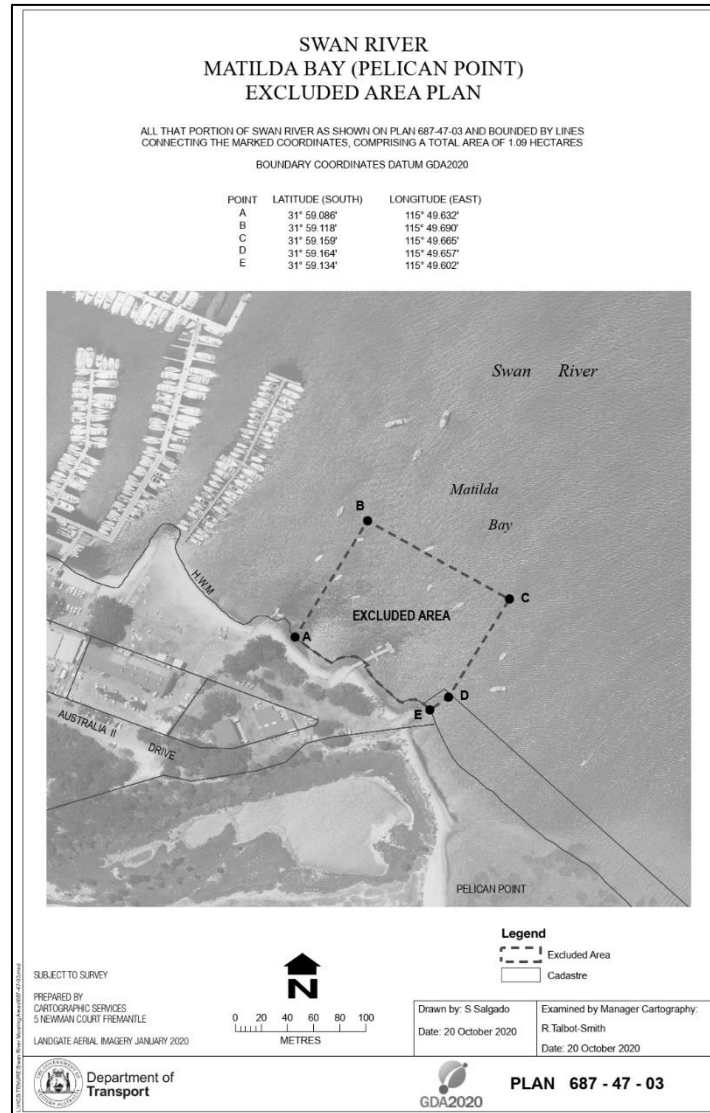 SWAN RIVER
MATILDA BAY (PELICAN POINT)
EXCLUDED AREA PLAN
ALL THAT PORTION OF SWAN RIVER AS SHOWN ON PLAN 687-47-03 AND BOUNDED BY LINES
CONNECTING THE MARKED COORDINATES, COMPRISING A TOTAL AREA OF 1.09 HECTARES
BOUNDARY COORDINATES DATUM GDA2020
POINT LATITUDE (SOUTH) LONGITUDE (EAST)
A 31° 59.086' 115° 49.632'
B 31° 59.118' 115° 49.690'
C 31° 59.159' 115° 49.665'
D 31° 59.164' 115° 49.657'
E 31° 59.134' 115° 49.602'
Swan River
Matilda
Bay
B
C
H.W.M
EXCLUDED AREA
A
D
E
AUSTRALIA II
DRIVE
PELICAN POINT
Legend
Excluded Area
Cadastre
SUBJECT TO SURVEY
PREPARED BY
CARTOGRAPHIC SERVICES
5 NEWMAN COURT FREMANTLE
LANDGATE AERIAL IMAGERY JANUARY 2020
N
0 20 40 60 80 100
METRES
Drawn by: S Salgado
Date: 20 October 2020
Examined by Manager Cartography:
R.Talbot-Smith
Date: 20 October 2020
Department of
Transport
GDA2020
PLAN 687 - 47 - 03